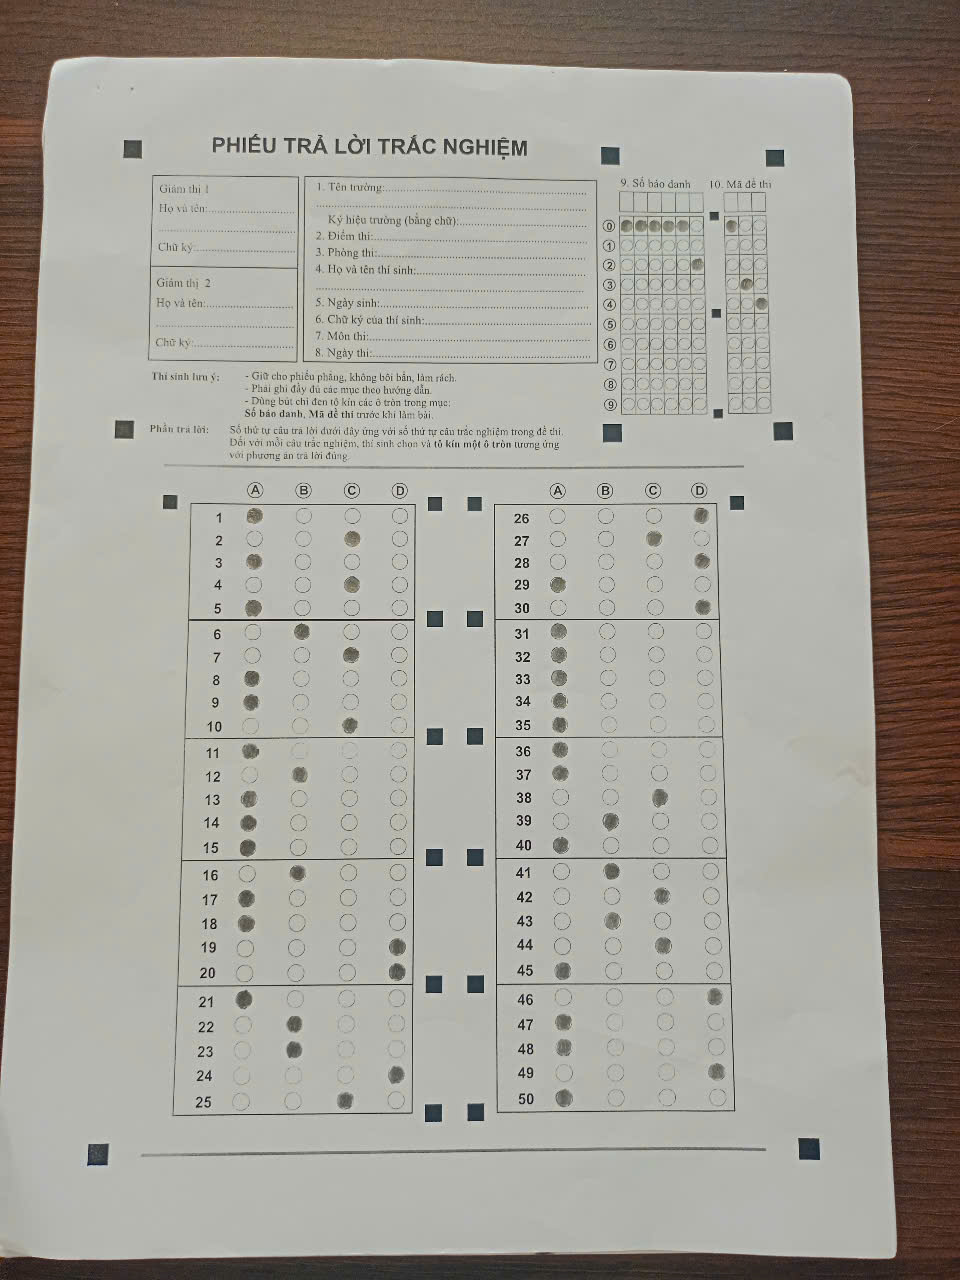 PHIẾU TRẢ LỜI TRẮC NGHIỆM
Giám thị 1
Họ và tên:
Chữ ký:
Giám thị 2
Họ và tên:
Chữ ký:
1. Tên trường:
Ký hiệu trường (bằng chữ):
2. Điểm thi:
3. Phòng thi:
4. Họ và tên thí sinh:
5. Ngày sinh:
6. Chữ ký của thí sinh:
7. Môn thi:
8. Ngày thi:
9. Số báo danh 10. Mã đề thi
0
1
2
3
4
5
6
7
8
9
Thí sinh lưu ý: - Giữ cho phiếu phẳng, không bôi bẩn, làm rách.
- Phải ghi đầy đủ các mục theo hướng dẫn.
- Dùng bút chì đen tô kín các ô tròn trong mục:
Số báo danh, Mã đề thi trước khi làm bài.
Phần trả lời: Số thứ tự câu trả lời dưới đây ứng với số thứ tự câu trắc nghiệm trong đề thi.
Đối với mỗi câu trắc nghiệm, thí sinh chọn và tô kín một ô tròn tương ứng
với phương án trả lời đúng.
A B C D
1
2
3
4
5
6
7
8
9
10
11
12
13
14
15
16
17
18
19
20
21
22
23
24
25
A B C D
26
27
28
29
30
31
32
33
34
35
36
37
38
39
40
41
42
43
44
45
46
47
48
49
50